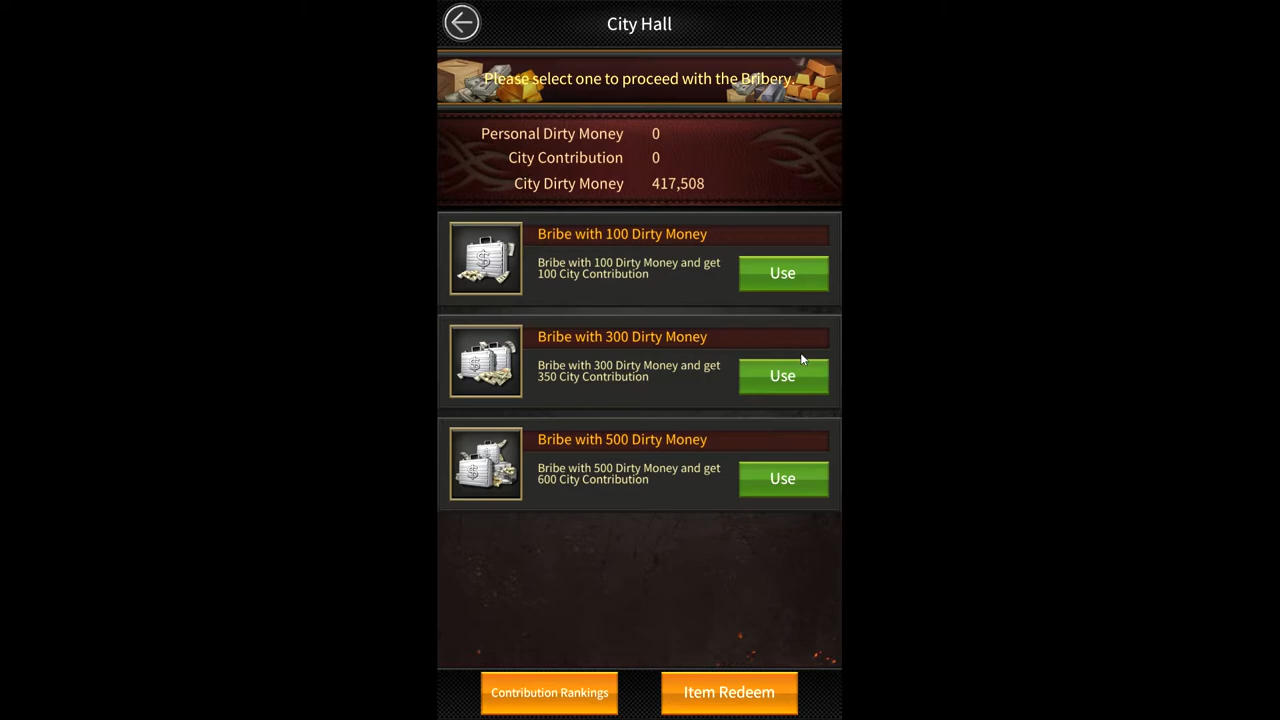 City Hall
Please select one to proceed with the Bribery.
Personal Dirty Money 0
City Contribution 0
City Dirty Money 417,508
Bribe with 100 Dirty Money
Bribe with 100 Dirty Money and get
100 City Contribution
Use
Bribe with 300 Dirty Money
Bribe with 300 Dirty Money and get
350 City Contribution
Use
Bribe with 500 Dirty Money
Bribe with 500 Dirty Money and get
600 City Contribution
Use
Contribution Rankings
Item Redeem